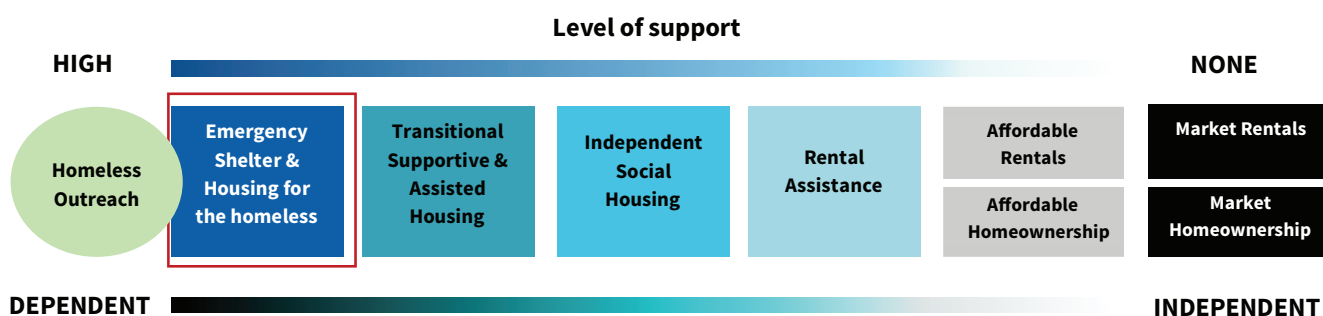 Level of support
HIGH
NONE
Homeless
Outreach
Emergency
Shelter &
Housing for
the homeless
Transitional
Supportive &
Assisted
Housing
Independent
Social
Housing
Rental
Assistance
Affordable
Rentals
Affordable
Homeownership
Market Rentals
Market
Homeownership
DEPENDENT
INDEPENDENT